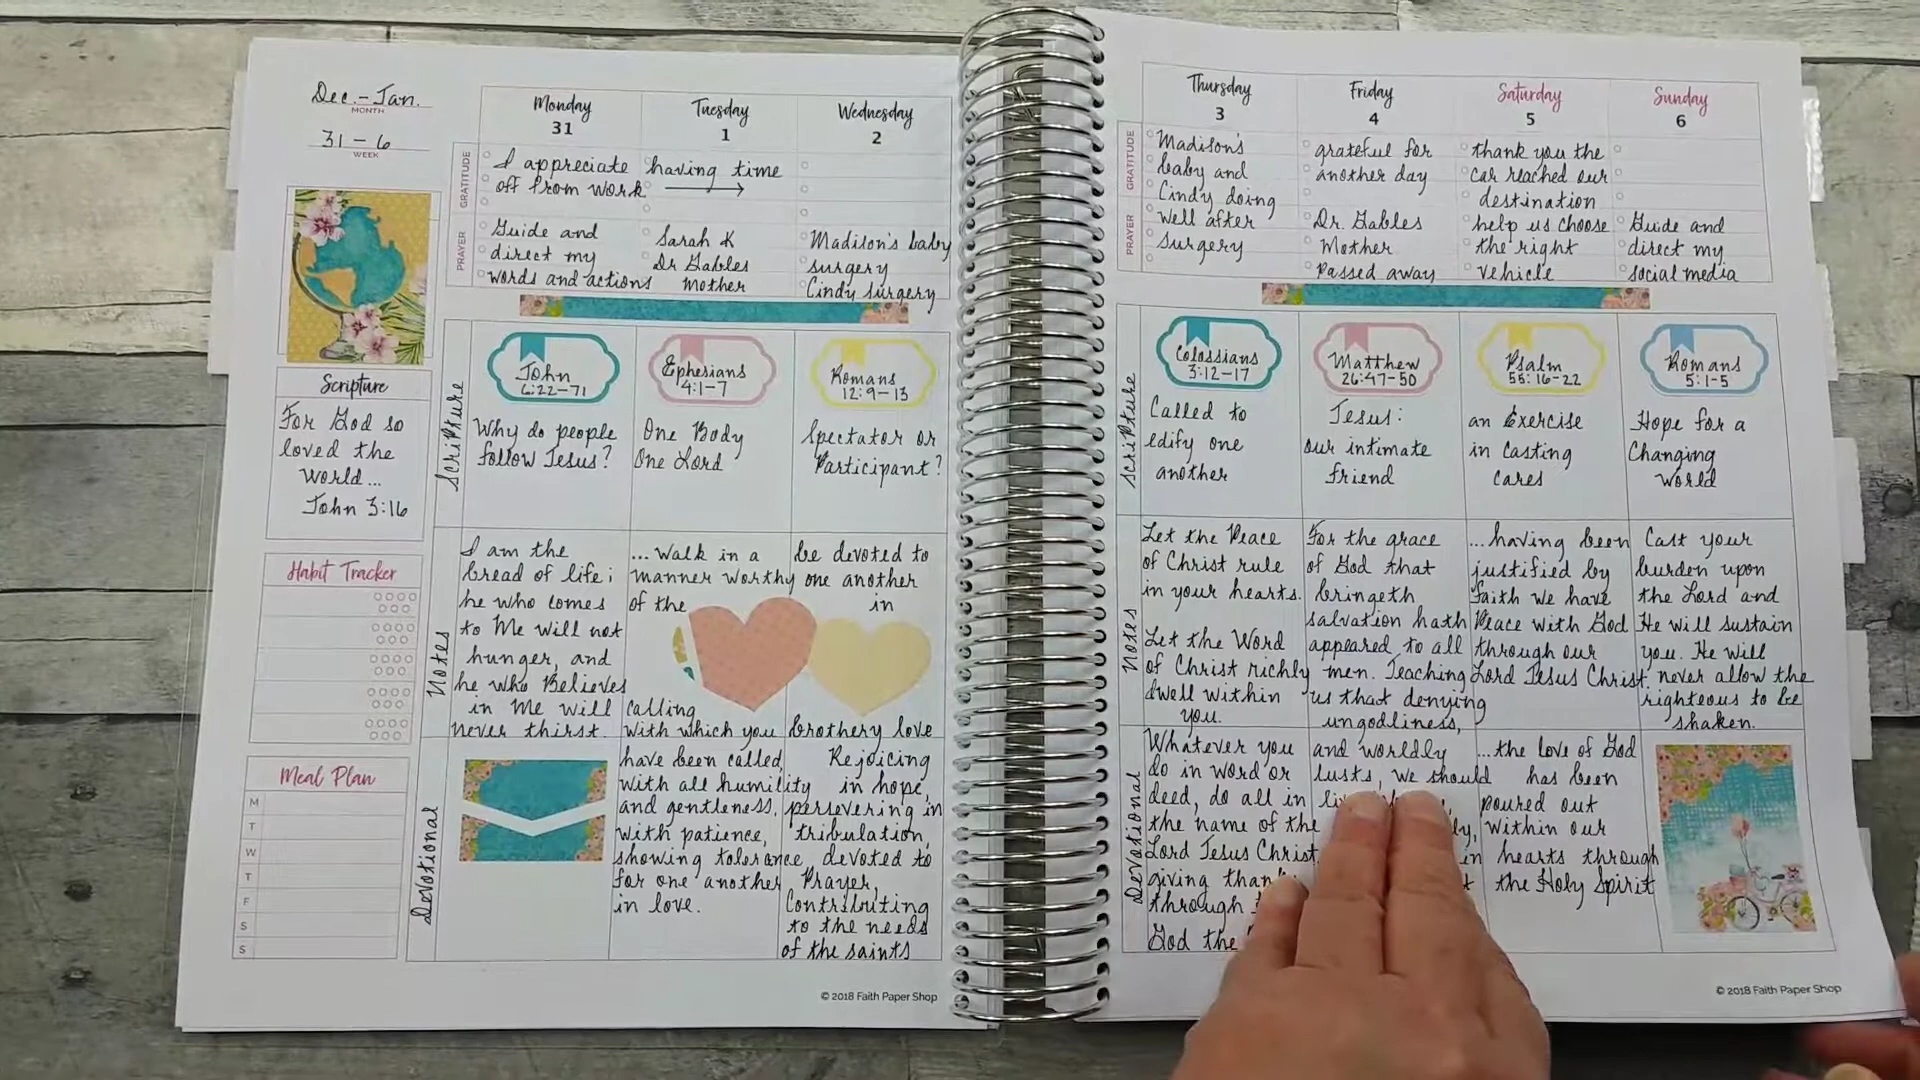 Dec.-Jan.
MONTH
31-6
WEEK
Scripture
For God so
loved the
world...
John 3:16
Habit Tracker
Meal Plan
M
T
W
T
F
S
S
Monday
31
Tuesday
1
Wednesday
2
GRATITUDE
I appreciate
off from work
having time
PRAYER
Guide and
direct my
words and actions
Sarah K
Dr Gables
Mother
Madison's baby
surgery
Cindy surgery
Scripture
John
6:22-71
Why do people
follow Jesus?
Ephesians
4:1-7
One Body
One Lord
Romans
12:9-13
Spectator or
Participant?
Notes
I am the
bread of life;
he who comes
to Me will not
hunger, and
he who Believes
in Me will
never thirst.
...walk in a
manner worthy
of the
calling
with which you
have been called,
with all humility
and gentleness,
with patience,
showing tolerance,
for one another
in love.
be devoted to
one another
in
brothery love
Rejoicing
in hope,
persevering in
tribulation,
devoted to
Prayer,
Contributing
to the needs
of the saints
Devotional
© 2018 Faith Paper Shop
Thursday
3
Friday
4
Saturday
5
Sunday
6
GRATITUDE
Madison's
baby and
Cindy doing
well after
surgery
grateful for
another day
thank you the
car reached our
destination
PRAYER
Dr. Gables
Mother
Passed away
help us choose
the right
vehicle
Guide and
direct my
social media
Scripture
Colossians
3:12-17
Called to
edify one
another
Matthew
26:47-50
Jesus:
our intimate
friend
Psalm
55:16-22
an Exercise
in casting
cares
Romans
5:1-5
Hope for a
Changing
World
Notes
Let the Peace
of Christ rule
in your hearts.
Let the Word
of Christ richly
dwell within
you.
Whatever you
do in word or
deed, do all in
the name of the
Lord Jesus Christ,
giving
through
God the
For the grace
of God that
bringeth
salvation hath
appeared to all
men. Teaching
us that denying
ungodliness,
and worldly
lusts, we should
...having been
justified by
faith we have
Peace with God
through our
Lord Jesus Christ.
...the love of God
has been
poured out
within our
hearts through
the Holy Spirit
Cast your
burden upon
the Lord and
He will sustain
you. He will
never allow the
righteous to be
shaken.
Devotional
© 2018 Faith Paper Shop